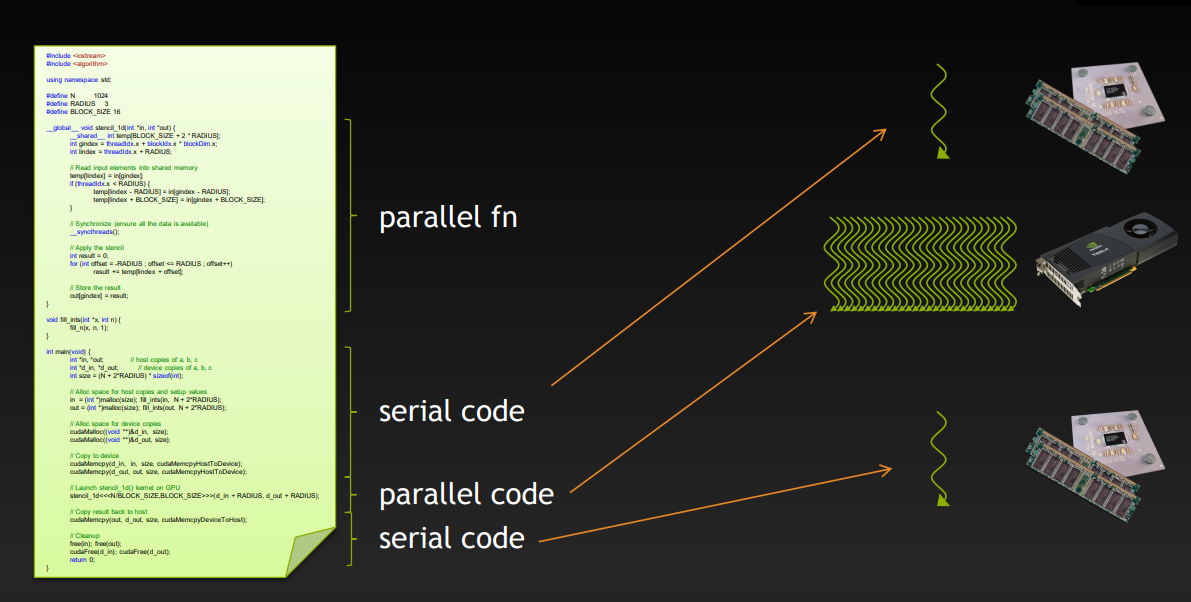 #include <iostream>
#include <algorithm>
using namespace std;
#define N 1024
#define RADIUS 3
#define BLOCK_SIZE 16
__global__ void stencil_1d(int *in, int *out) {
__shared__ int temp[BLOCK_SIZE + 2 * RADIUS];
int gindex = threadIdx.x + blockIdx.x * blockDim.x;
int lindex = threadIdx.x + RADIUS;
// Read input elements into shared memory
temp[lindex] = in[gindex];
if (threadIdx.x < RADIUS) {
temp[lindex - RADIUS] = in[gindex - RADIUS];
temp[lindex + BLOCK_SIZE] = in[gindex + BLOCK_SIZE];
}
// Synchronize (ensure all the data is available)
__syncthreads();
// Apply the stencil
int result = 0;
for (int offset = -RADIUS ; offset <= RADIUS ; offset++)
result += temp[lindex + offset];
// Store the result
out[gindex] = result;
}
void fill_ints(int *x, int n) {
fill_n(x, n, 1);
}
int main(void) {
int *in, *out; // host copies of a, b, c
int *d_in, *d_out; // device copies of a, b, c
int size = (N + 2*RADIUS) * sizeof(int);
// Alloc space for host copies and setup values
in = (int *)malloc(size); fill_ints(in, N + 2*RADIUS);
out = (int *)malloc(size); fill_ints(out, N + 2*RADIUS);
// Alloc space for device copies
cudaMalloc((void **)&d_in, size);
cudaMalloc((void **)&d_out, size);
// Copy to device
cudaMemcpy(d_in, in, size, cudaMemcpyHostToDevice);
cudaMemcpy(d_out, out, size, cudaMemcpyHostToDevice);
// Launch stencil_1d() kernel on GPU
stencil_1d<<<N/BLOCK_SIZE,BLOCK_SIZE>>>(d_in + RADIUS, d_out + RADIUS);
// Copy result back to host
cudaMemcpy(out, d_out, size, cudaMemcpyDeviceToHost);
// Cleanup
free(in); free(out);
cudaFree(d_in); cudaFree(d_out);
return 0;
}
parallel fn
serial code
parallel code
serial code
TESLA